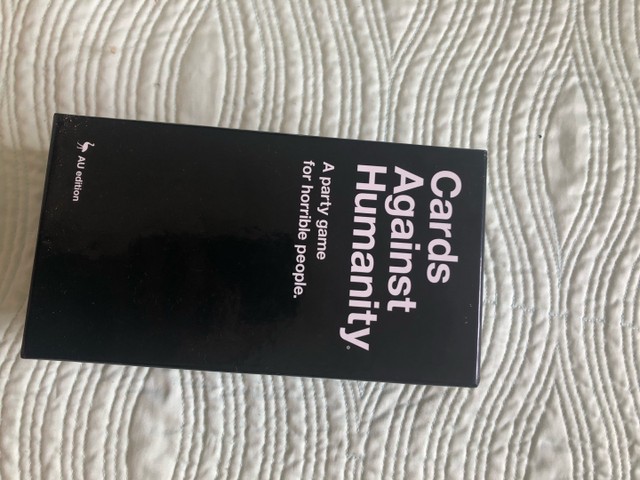 Cards
Against
Humanity.
A party game
for horrible people.
AU edition